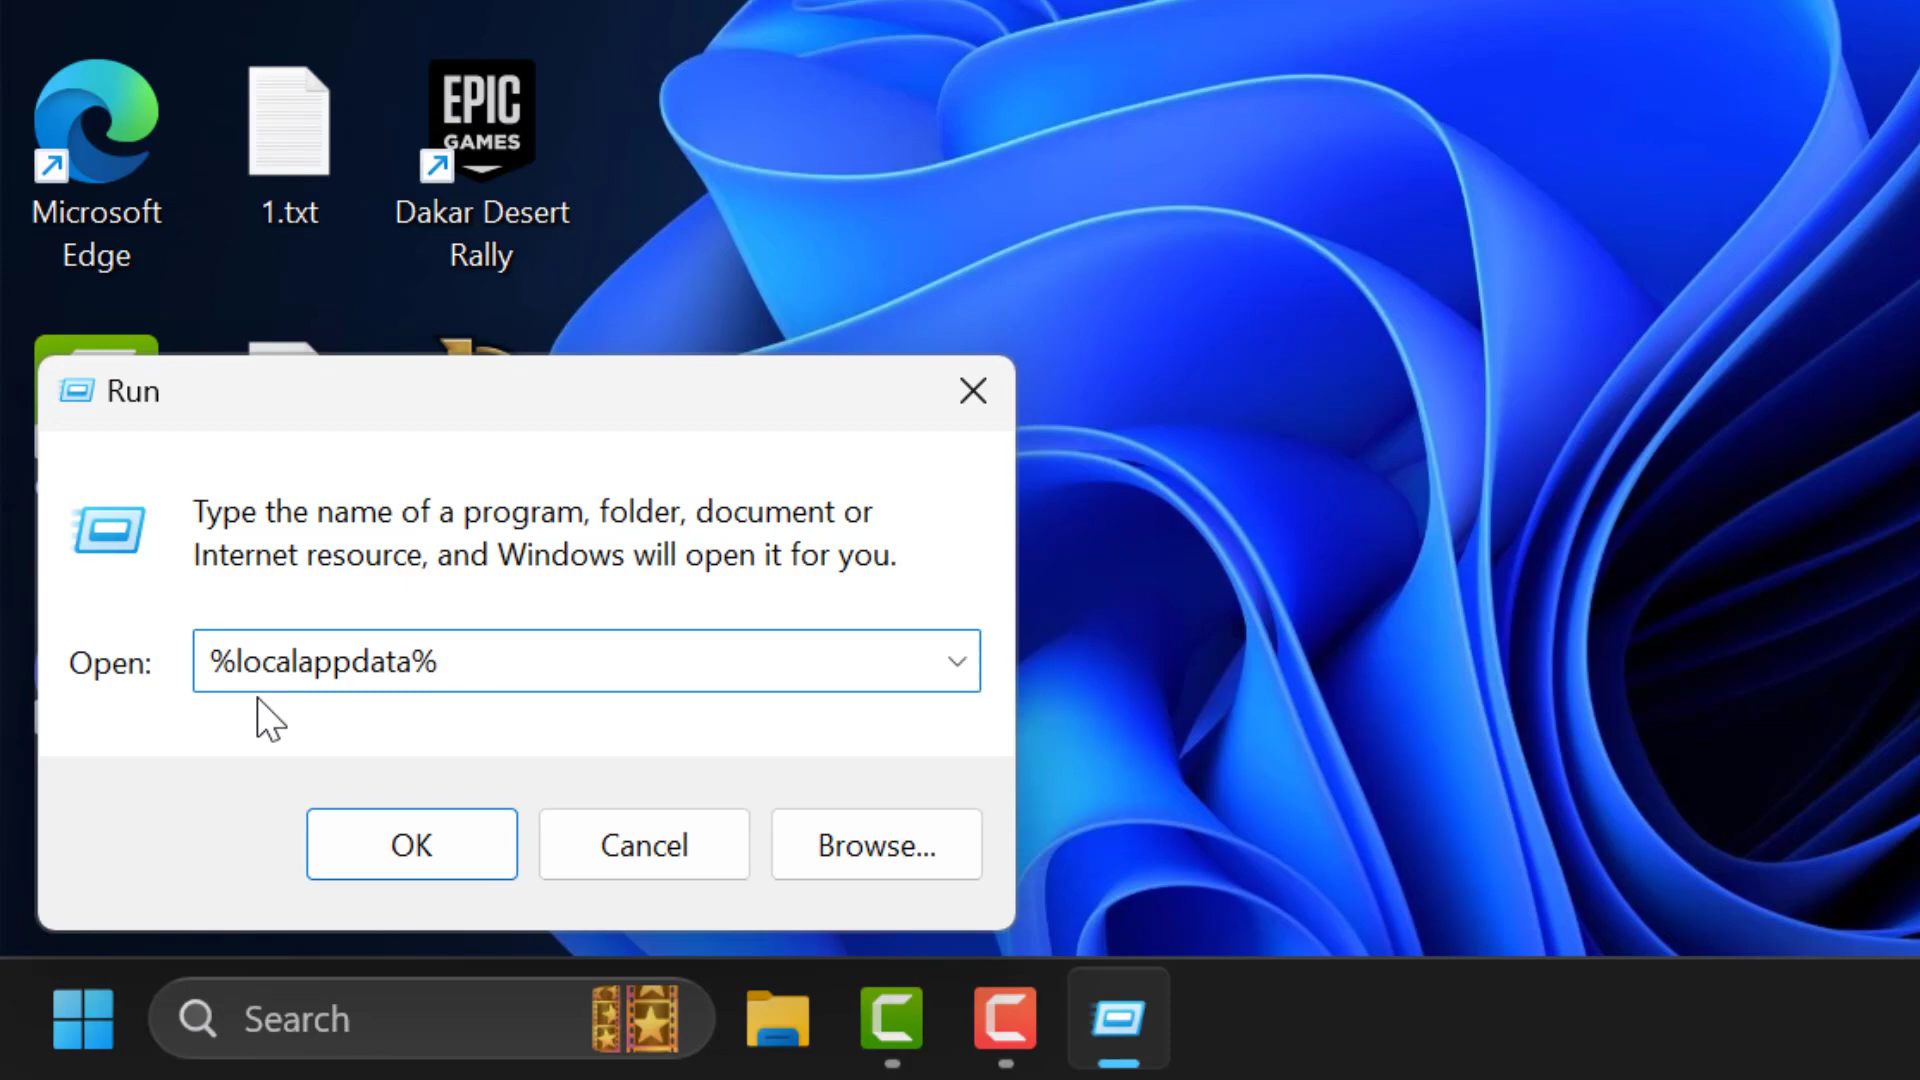 EPIC
GAMES
Microsoft
Edge
1.txt
Dakar Desert
Rally
Run
Type the name of a program, folder, document or
Internet resource, and Windows will open it for you.
Open:
%localappdata%
OK
Cancel
Browse...
Search